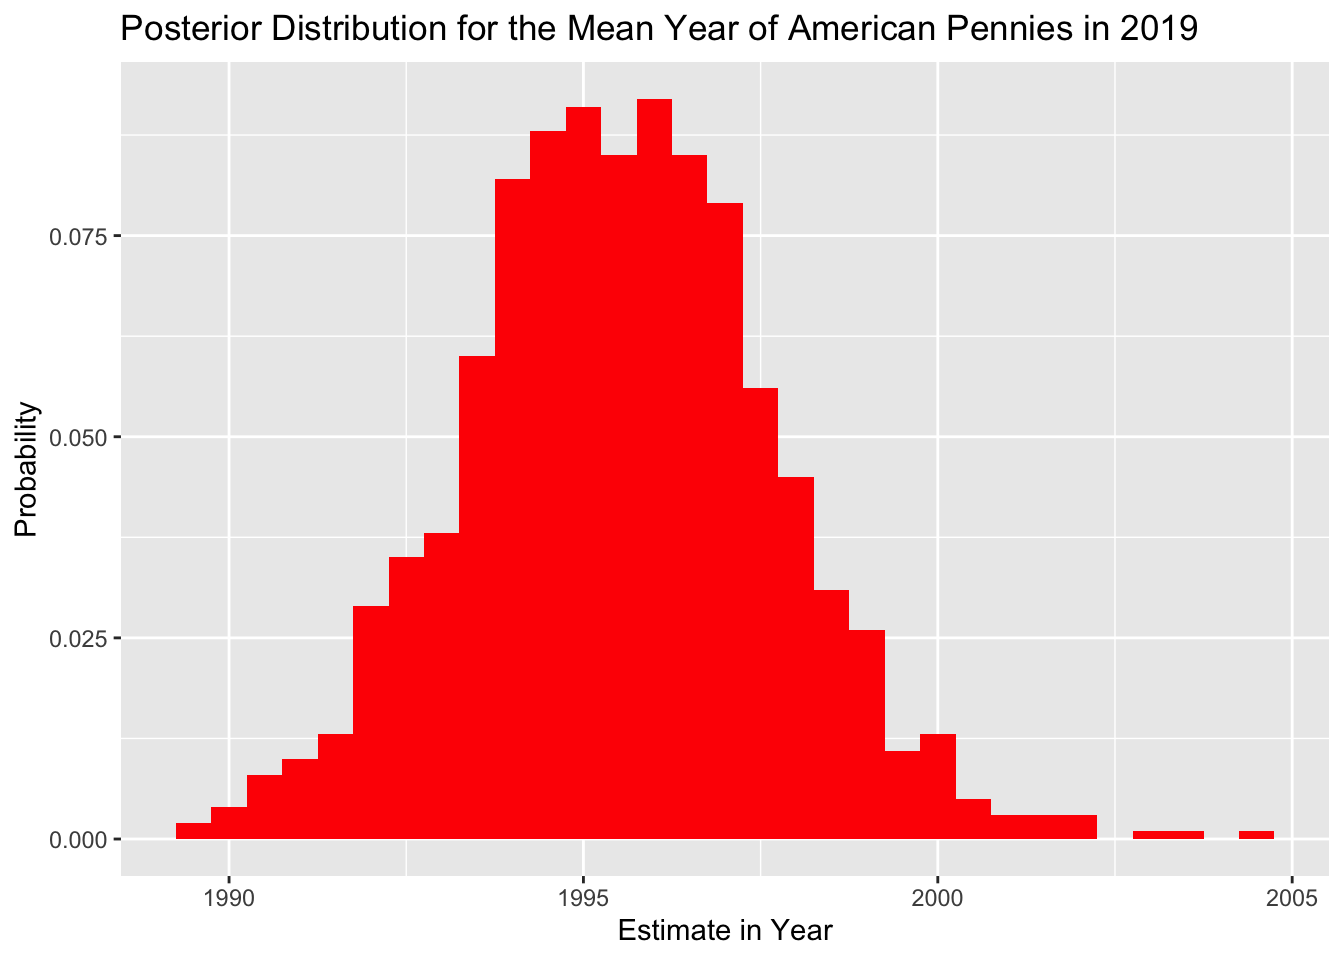 Posterior Distribution for the Mean Year of American Pennies in 2019
Probability
0.075
0.050
0.025
0.000
1990 1995 2000 2005
Estimate in Year